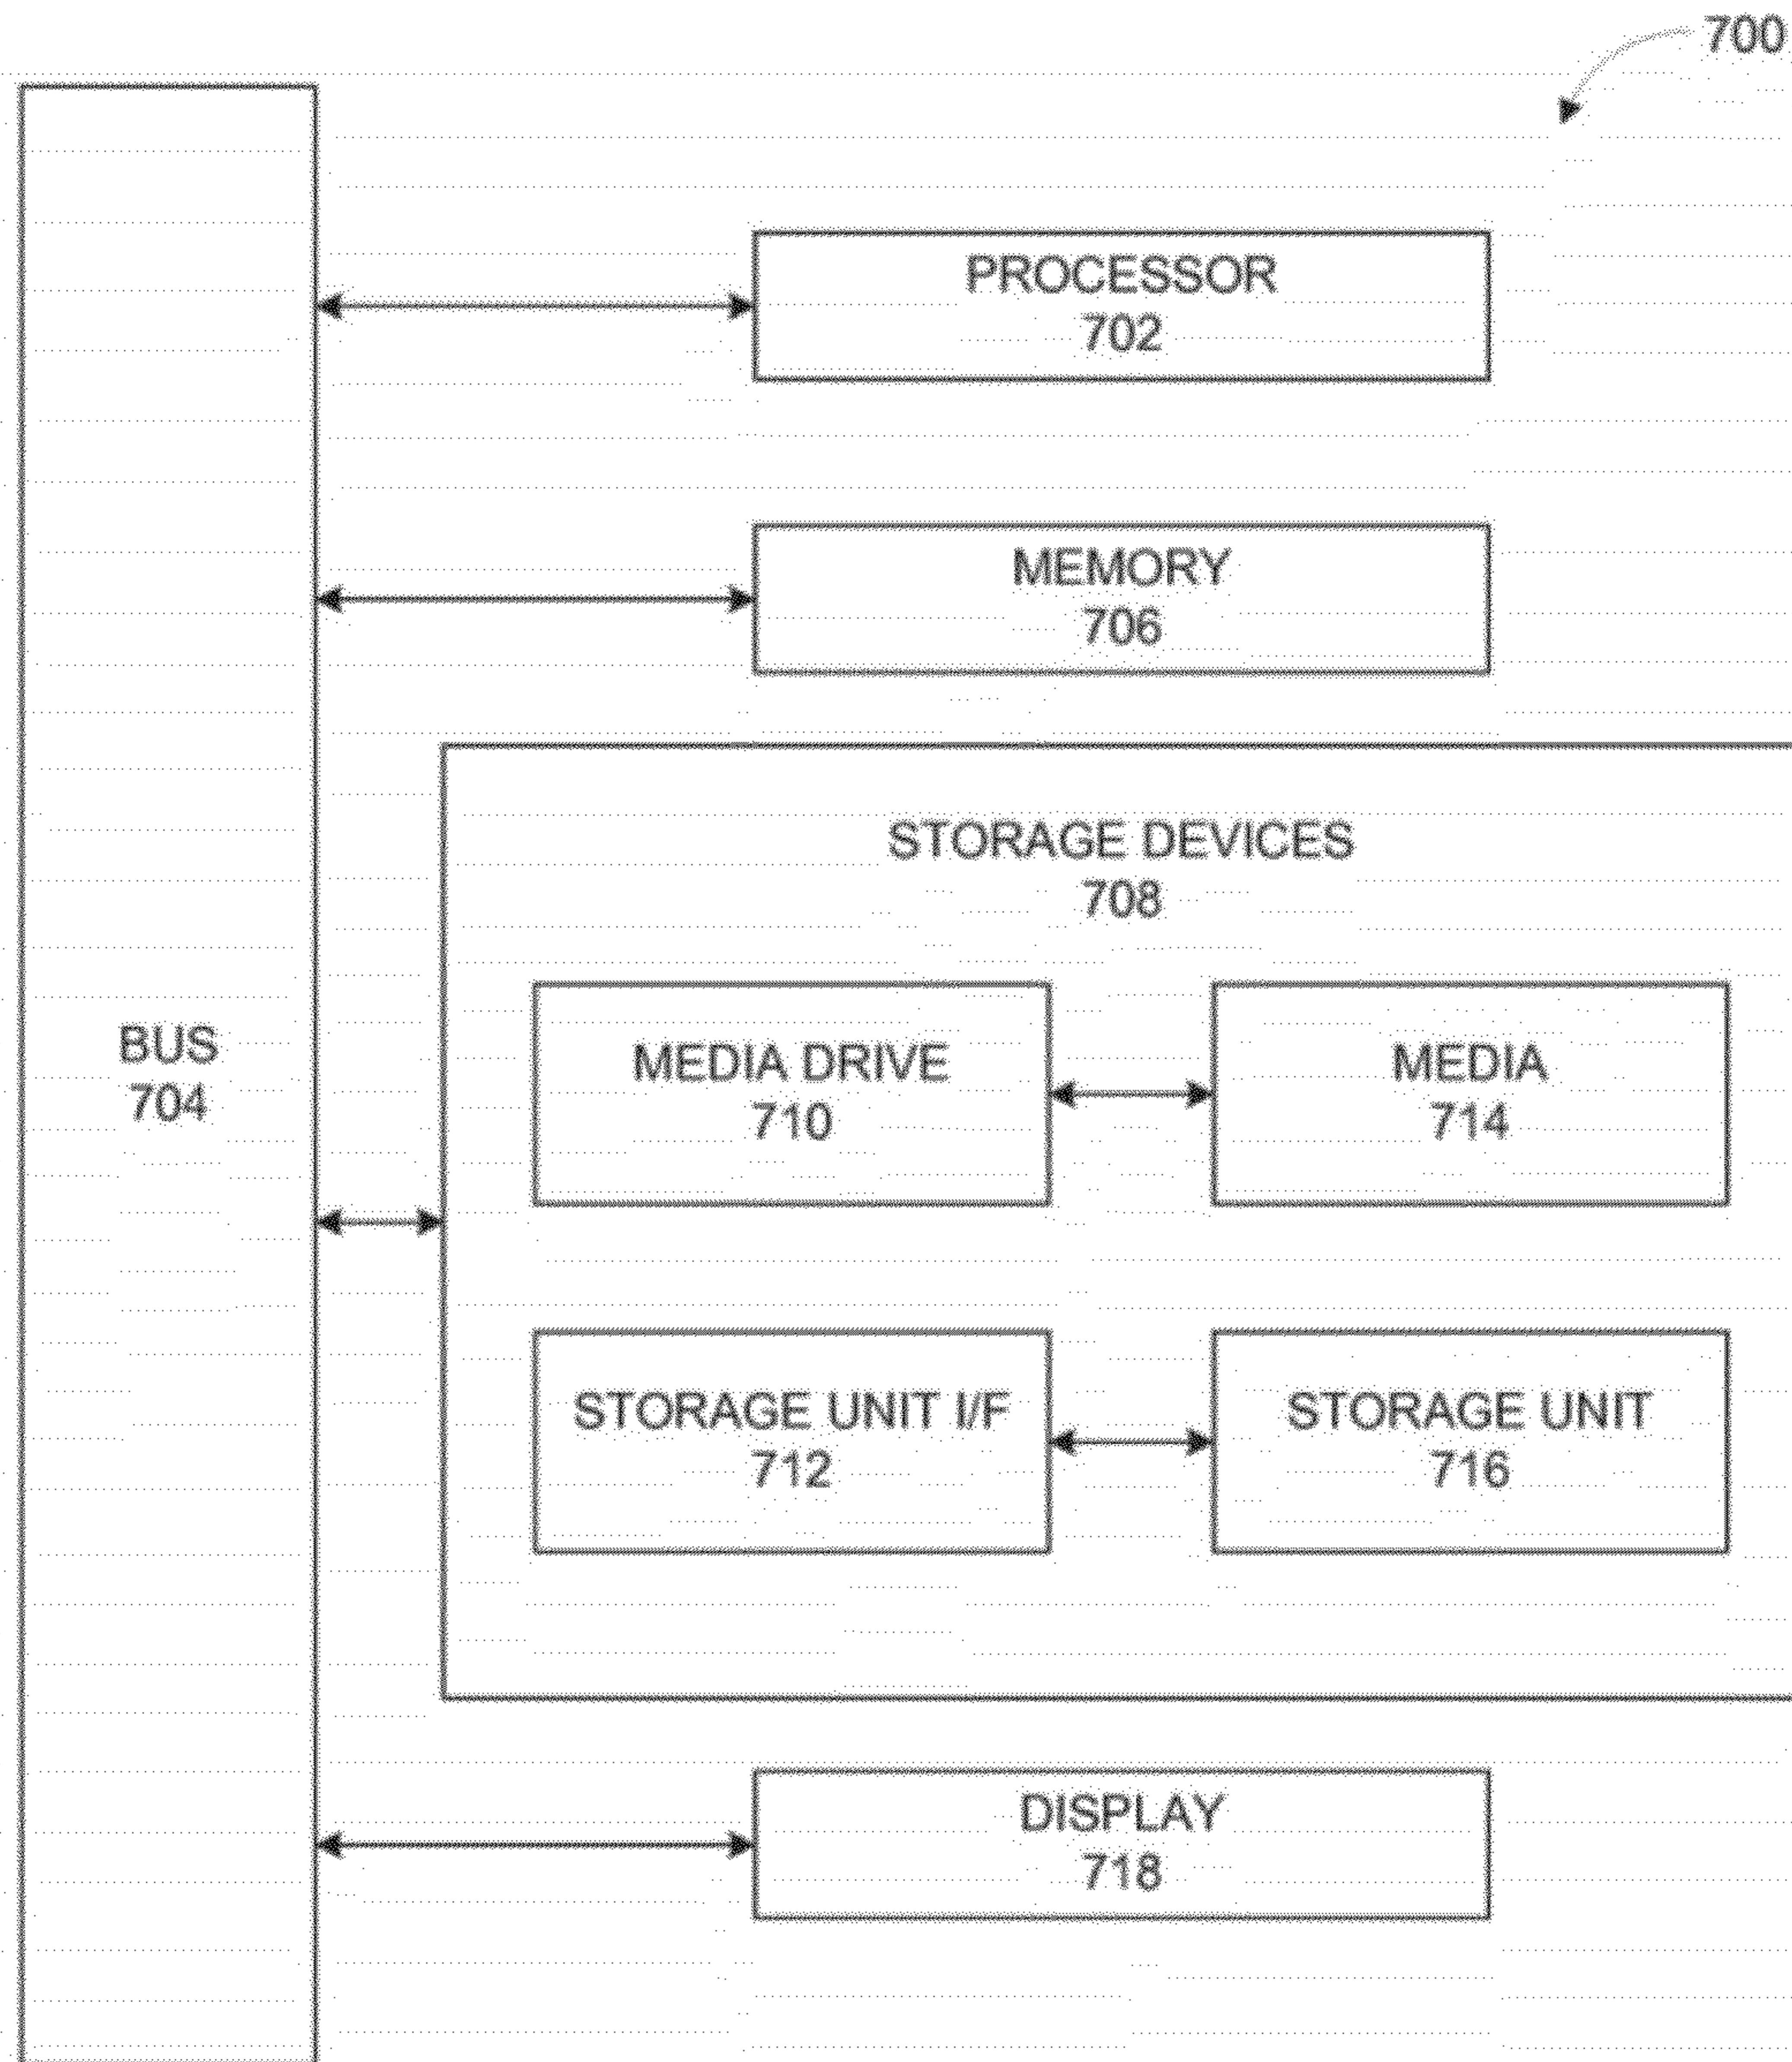 700
PROCESSOR
702
MEMORY
706
STORAGE DEVICES
708
BUS
704
MEDIA DRIVE
710
MEDIA
714
STORAGE UNIT I/F
712
STORAGE UNIT
716
DISPLAY
718